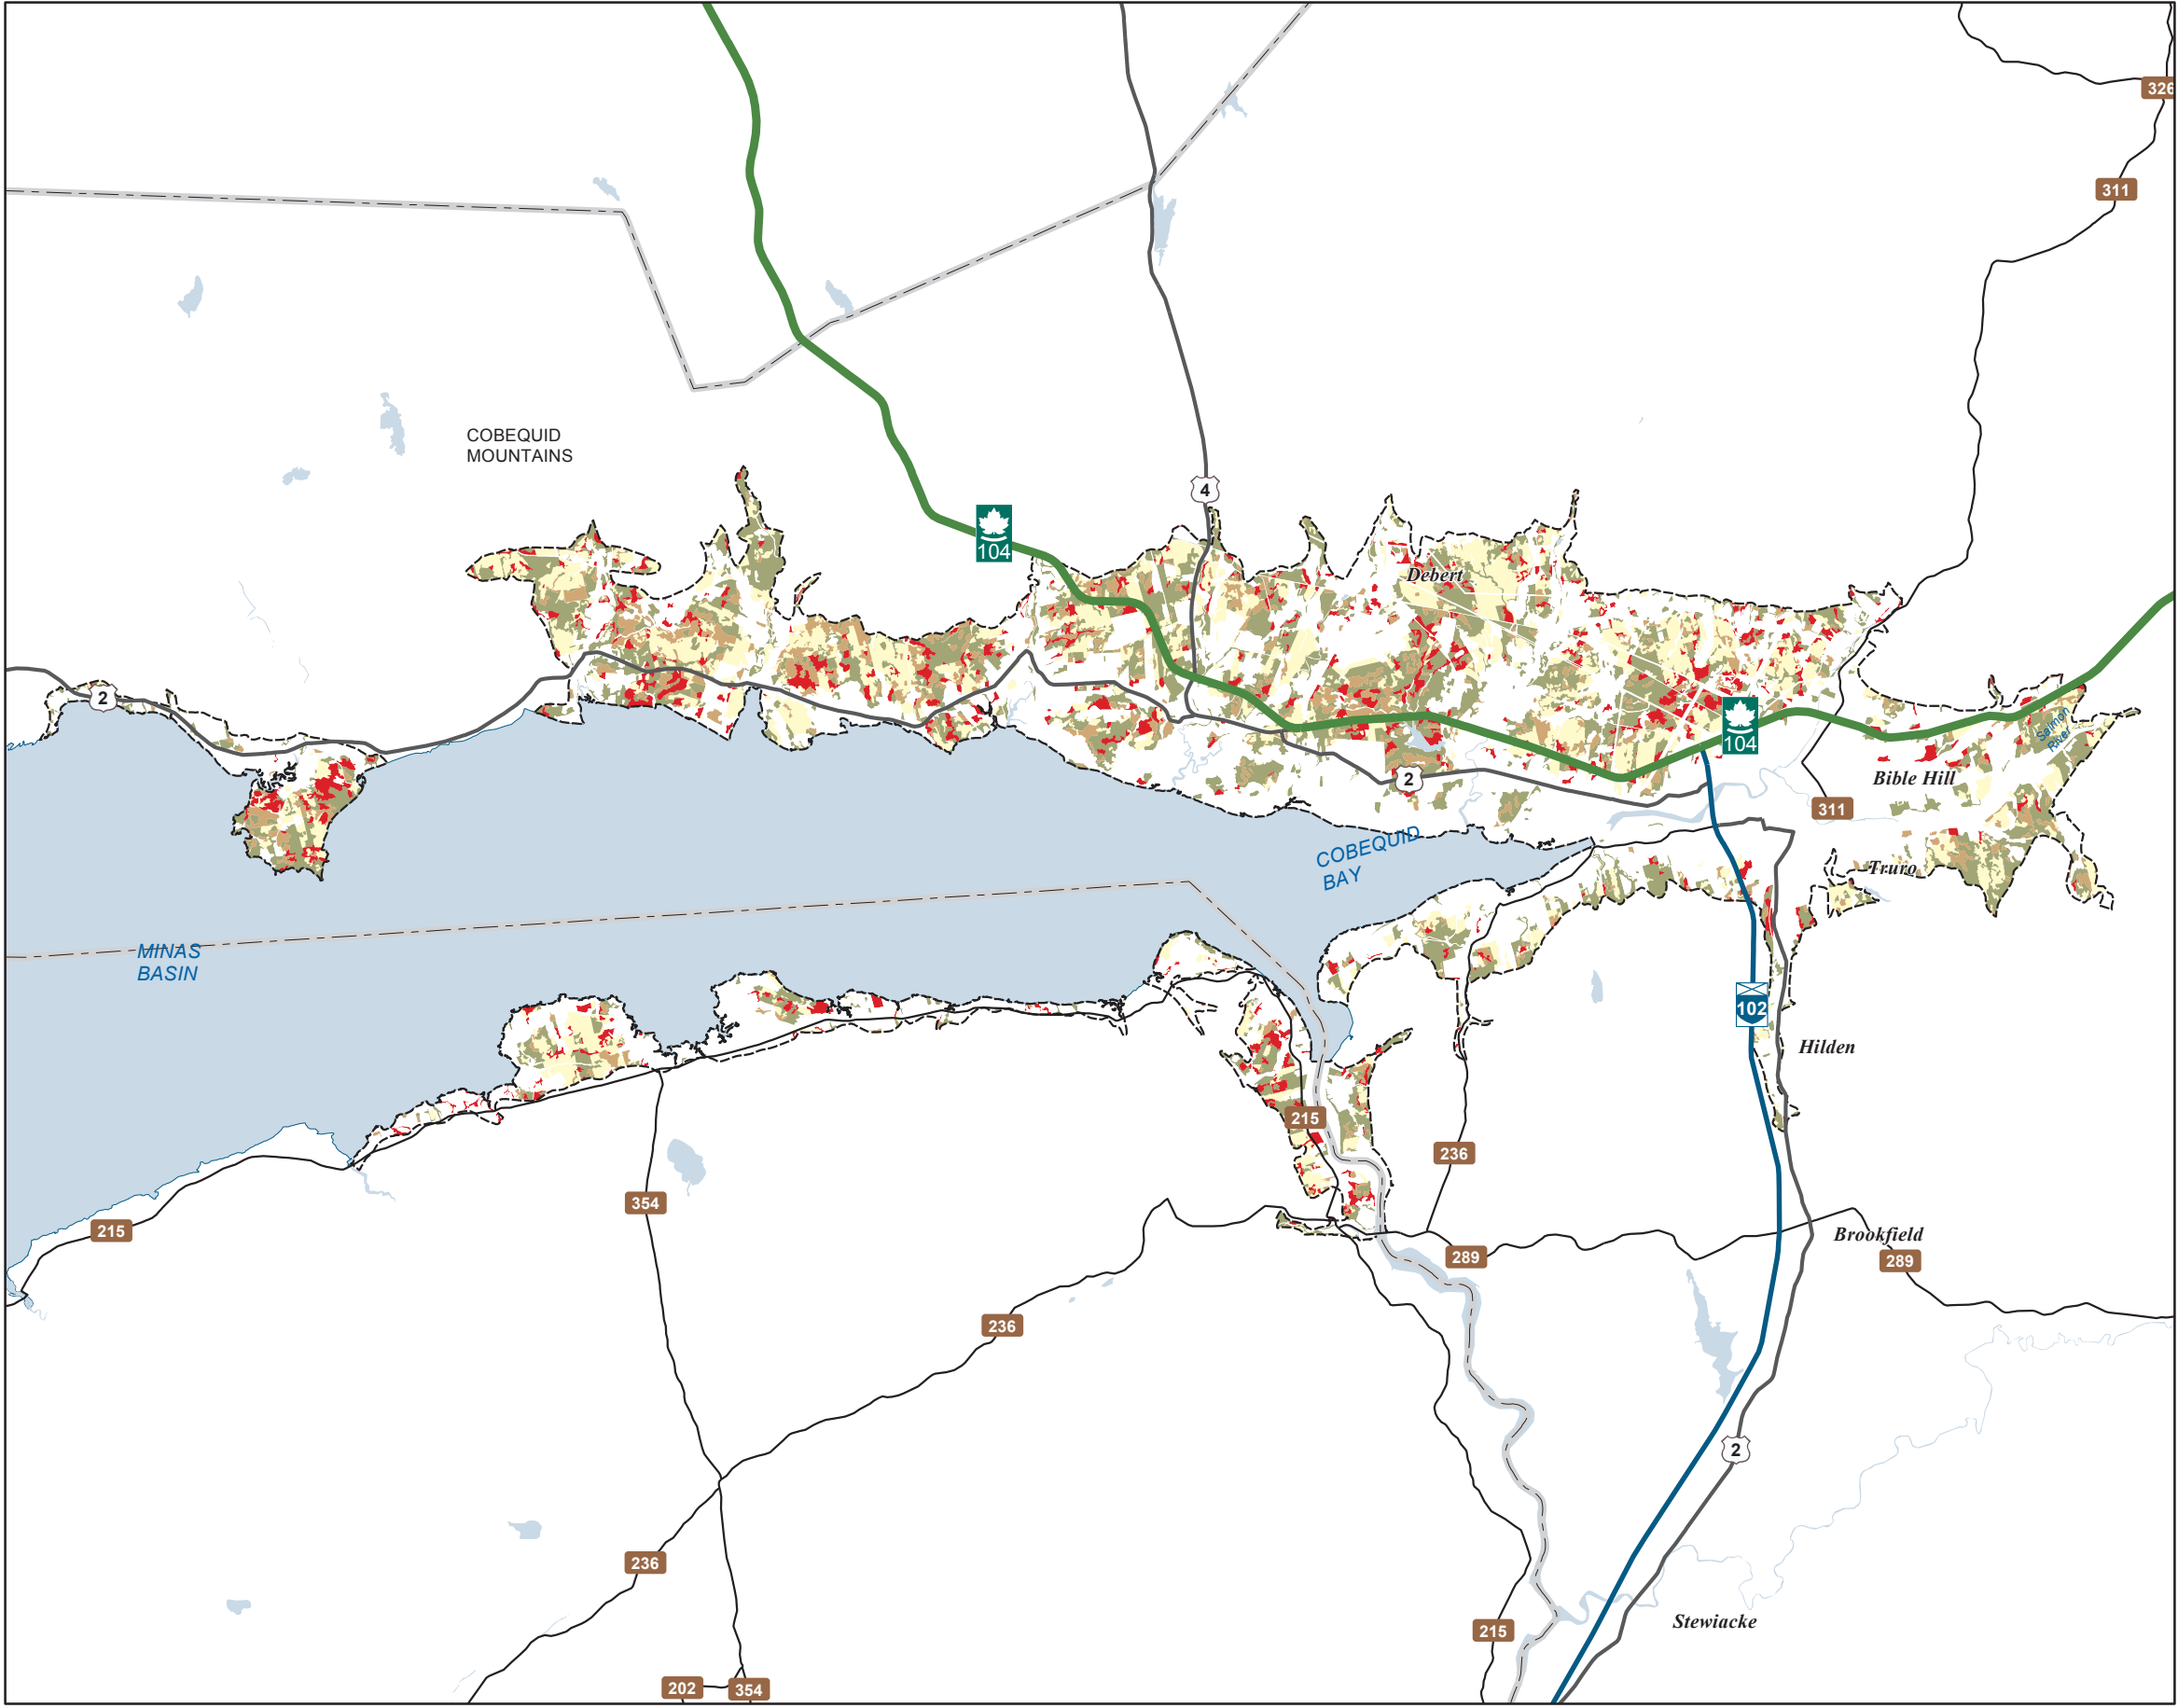 326
311
COBEQUID
MOUNTAINS
4
104
Debert
2
Salmon
River
104
2
Bible Hill
311
COBEQUID
BAY
Truro
MINAS
BASIN
102
Hilden
215
236
354
215
Brookfield
289
289
236
2
236
Stewiacke
215
202
354